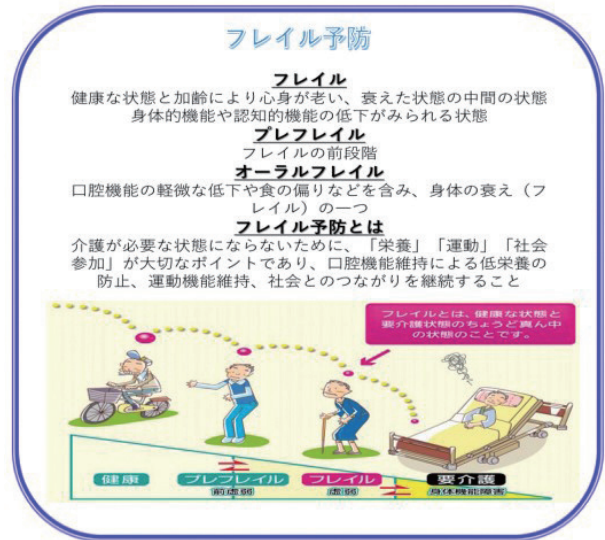 フレイル予防
フレイル
健康な状態と加齢により心身が老い、衰えた状態の中間の状態
身体的機能や認知的機能の低下がみられる状態
プレフレイル
フレイルの前段階
オーラルフレイル
口腔機能の軽微な低下や食の偏りなどを含み、身体の衰え（フ
レイル）の一つ
フレイル予防とは
介護が必要な状態にならないために、「栄養」「運動」「社会
参加」が大切なポイントであり、口腔機能維持による低栄養の
防止、運動機能維持、社会とのつながりを継続すること
フレイルとは、健康な状態と
要介護状態のちょうど真ん中
の状態のことです。
健康
プレフレイル
前虚弱
フレイル
虚弱
要介護
身体機能障害